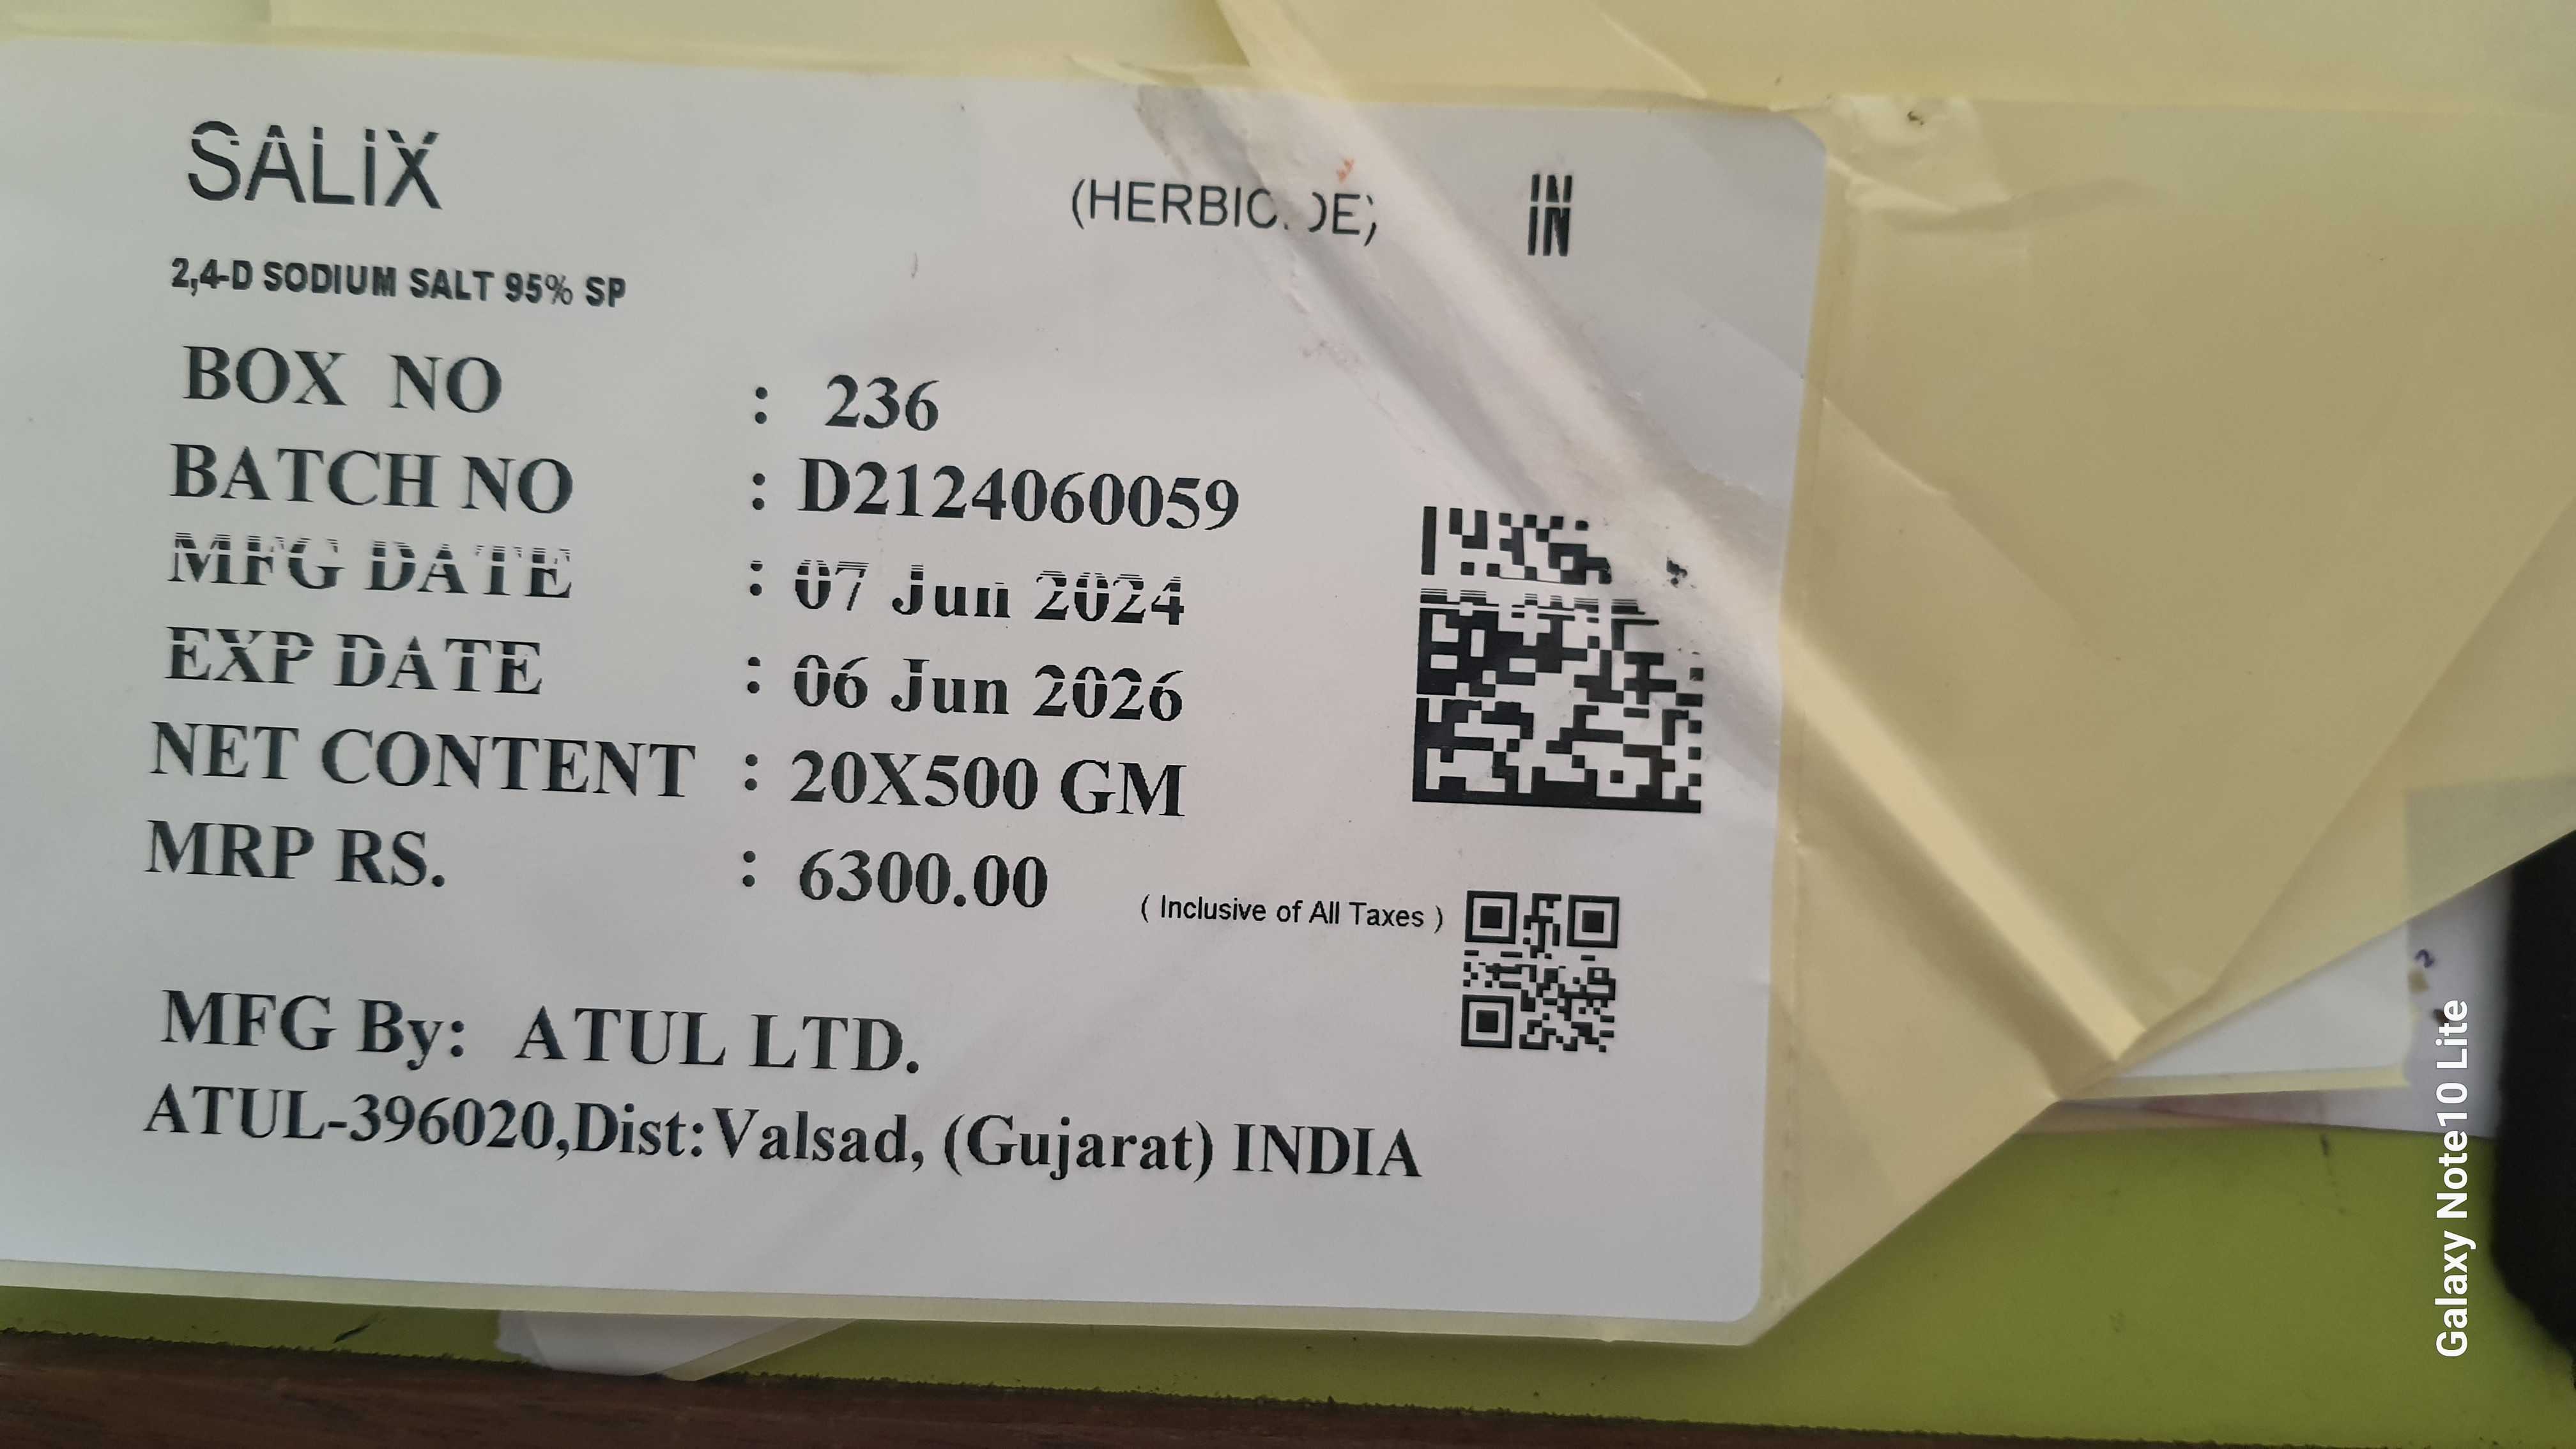 SALIX
(HERBICIDE) IN
2,4-D SODIUM SALT 95% SP
BOX NO : 236
BATCH NO : D2124060059
MFG DATE : 07 Jun 2024
EXP DATE : 06 Jun 2026
NET CONTENT : 20X500 GM
MRP RS. : 6300.00 ( Inclusive of All Taxes )
MFG By: ATUL LTD.
ATUL-396020,Dist:Valsad, (Gujarat) INDIA
2
Galaxy Note10 Lite